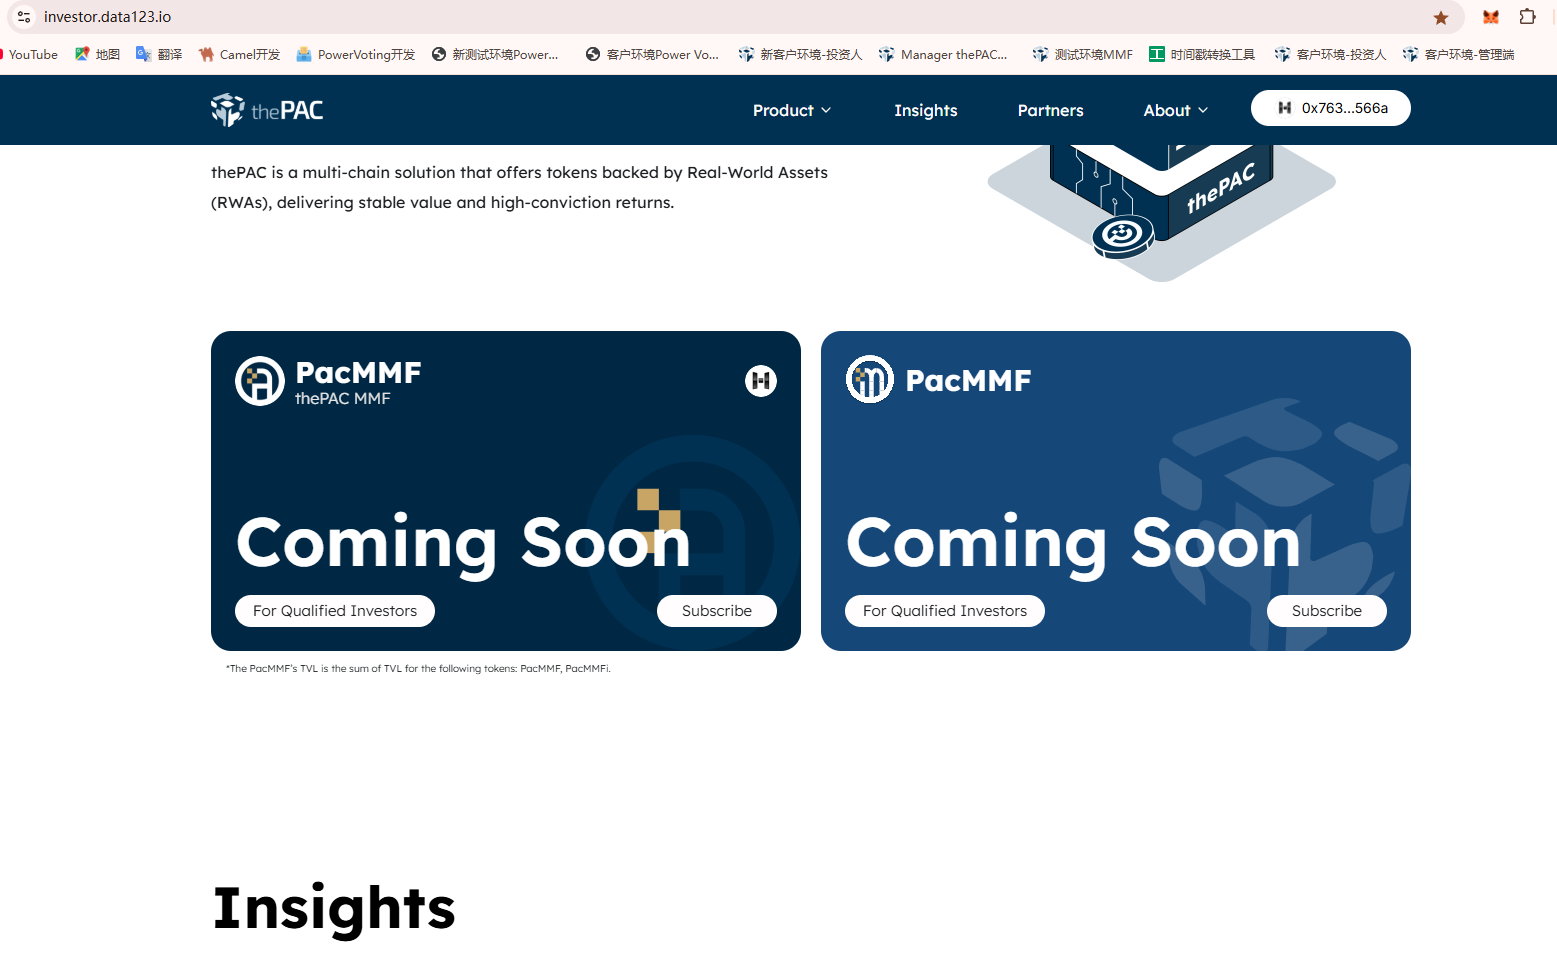 investor.data123.io
YouTube 地图 翻译 Camel开发 PowerVoting开发 新测试环境Power... 客户环境Power Vo... 新客户环境-投资人 Manager thePAC... 测试环境MMF 时间戳转换工具 客户环境-投资人 客户环境-管理端
thePAC Product Insights Partners About 0x763...566a
thePAC is a multi-chain solution that offers tokens backed by Real-World Assets
(RWAs), delivering stable value and high-conviction returns.
thePAC
PacMMF
thePAC MMF
Coming Soon
For Qualified Investors Subscribe
PacMMF
Coming Soon
For Qualified Investors Subscribe
*The PacMMF's TVL is the sum of TVL for the following tokens: PacMMF, PacMMFi.
Insights